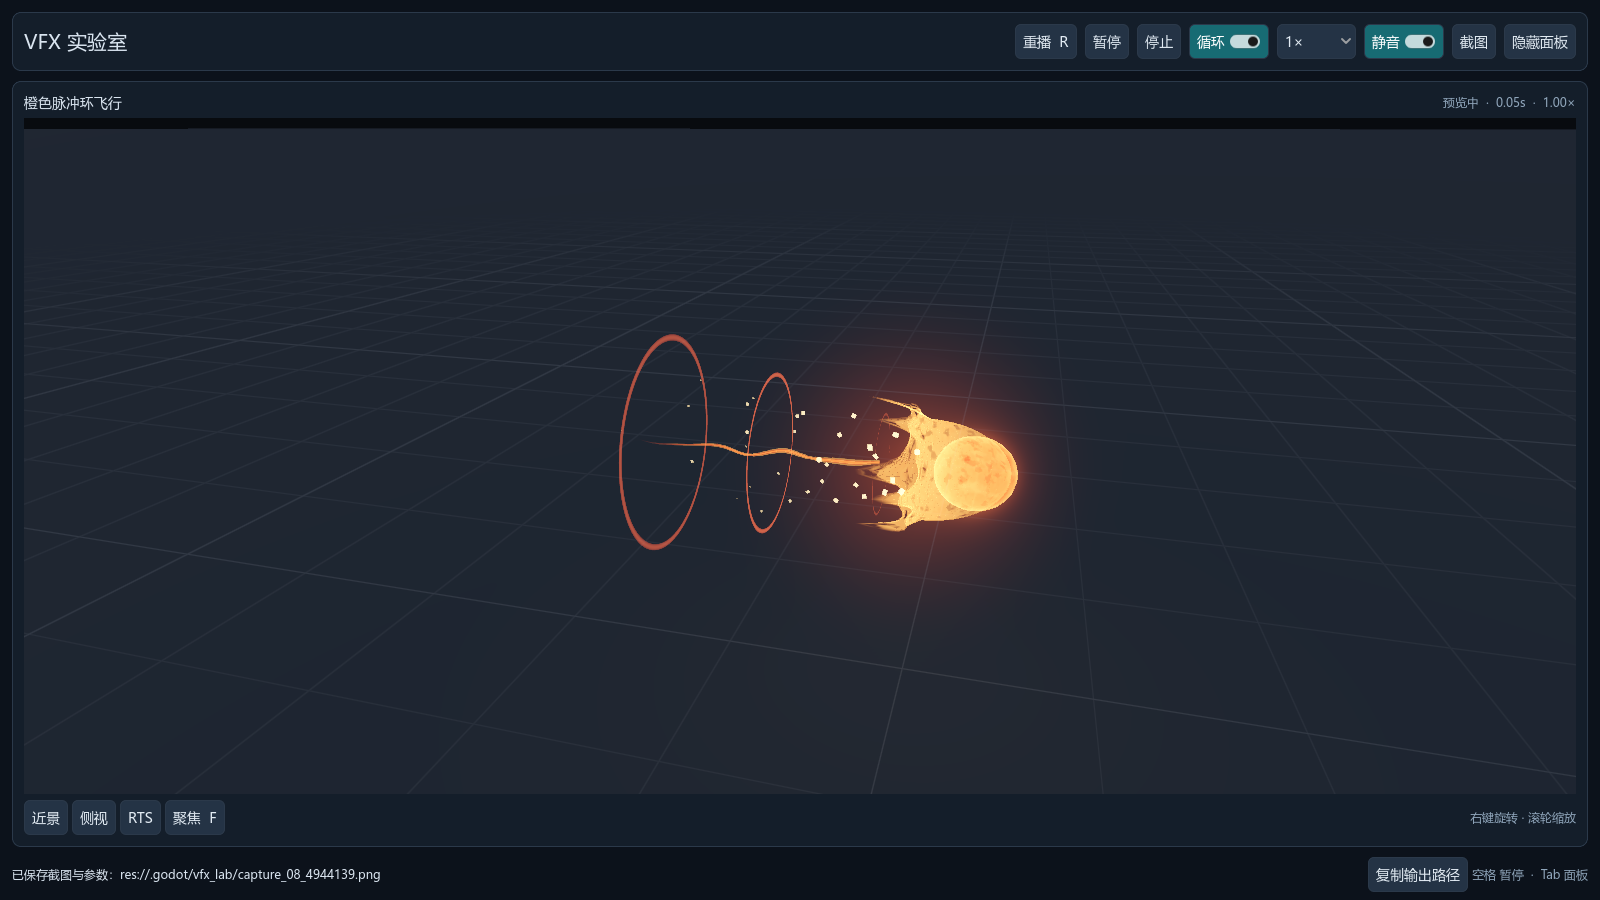 VFX 实验室
重播 R 暂停 停止 循环 1× 静音 截图 隐藏面板
橙色脉冲环飞行
预览中 · 0.05s · 1.00×
近景 侧视 RTS 聚焦 F
右键旋转 · 滚轮缩放
已保存截图与参数：res://.godot/vfx_lab/capture_08_4944139.png
复制输出路径 空格 暂停 · Tab 面板